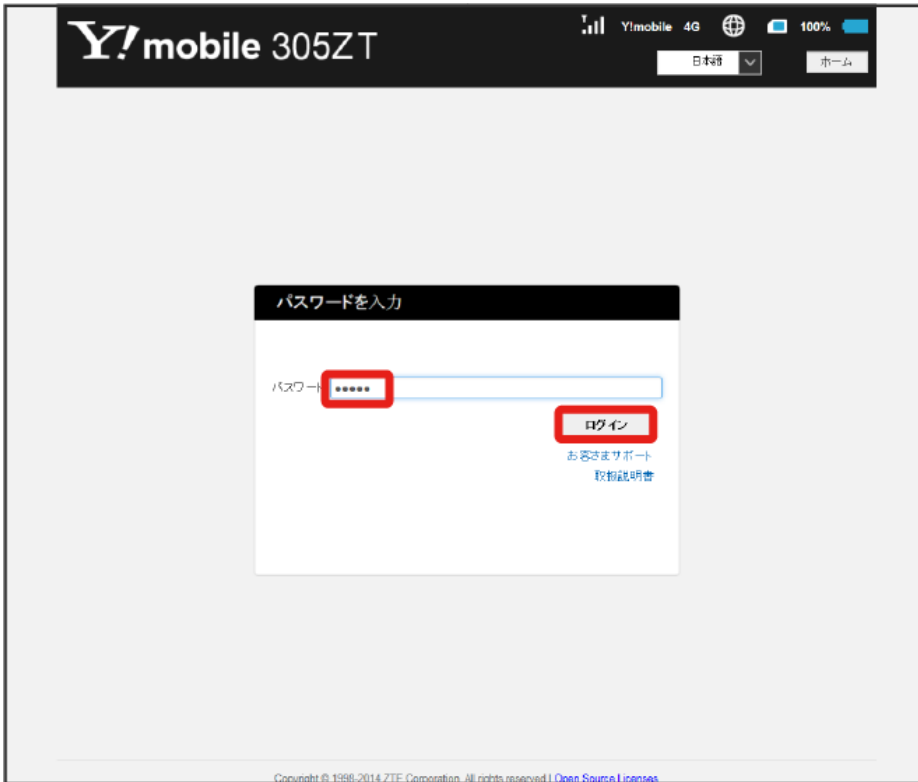 Y! mobile 305ZT
Y!mobile 4G 100%
日本語 ホーム
パスワードを入力
パスワード •••••
ログイン
お客さまサポート
取扱説明書
Copyright © 1998-2014 ZTE Corporation. All rights reserved | Open Source Licenses